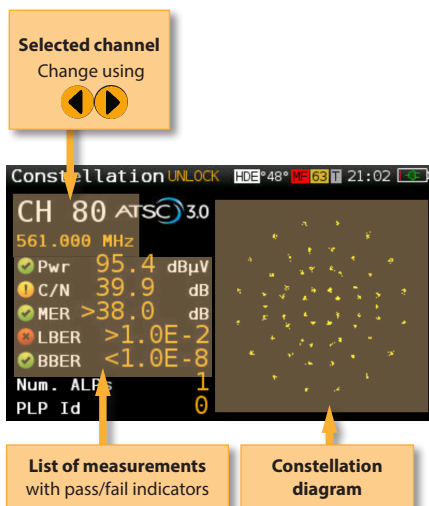 Selected channel
Change using
Constellation UNLOCK HDE °48° MF 63 T 21:02
CH 80 ATSC 3.0
561.000 MHz
Pwr 95.4 dBµV
C/N 39.9 dB
MER >38.0 dB
LBER >1.0E-2
BBER <1.0E-8
Num. ALPs 1
PLP Id 0
List of measurements
with pass/fail indicators
Constellation
diagram